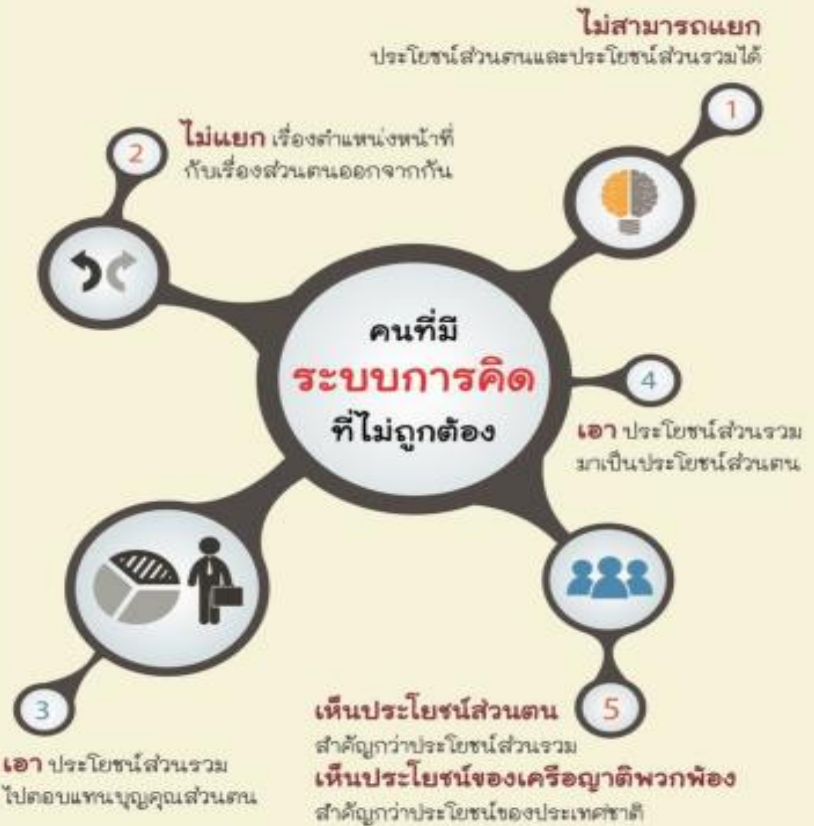 ไม่สามารถแยก
ประโยชน์ส่วนตนและประโยชน์ส่วนรวมได้
1
2
ไม่แยก เรื่องตำแหน่งหน้าที่
กับเรื่องส่วนตนออกจากกัน
คนที่มี
ระบบการคิด
ที่ไม่ถูกต้อง
4
เอา ประโยชน์ส่วนรวม
มาเป็นประโยชน์ส่วนตน
3
เอา ประโยชน์ส่วนรวม
ไปตอบแทนบุญคุณส่วนตน
5
เห็นประโยชน์ส่วนตน
สำคัญกว่าประโยชน์ส่วนรวม
เห็นประโยชน์ของเครือญาติพวกพ้อง
สำคัญกว่าประโยชน์ของประเทศชาติ